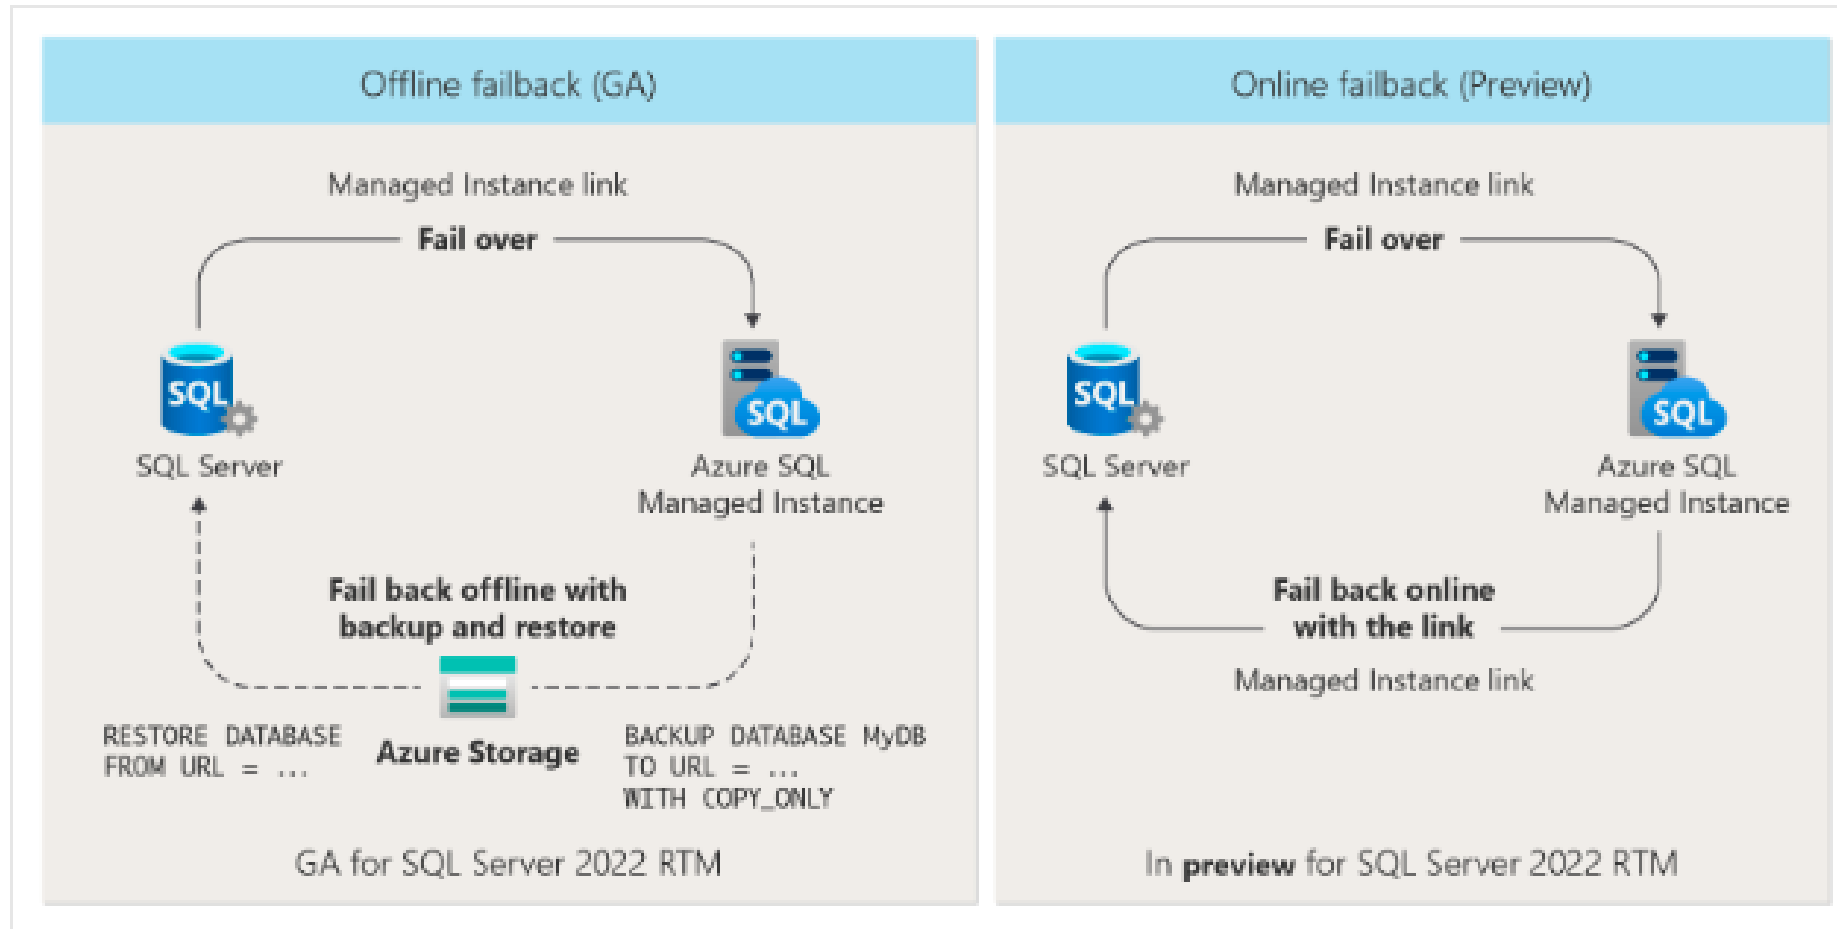 Offline failback (GA)
Managed Instance link
Fail over
SQL
SQL
SQL Server
Azure SQL
Managed Instance
Fail back offline with
backup and restore
RESTORE DATABASE
FROM URL = ...
Azure Storage
BACKUP DATABASE MyDB
TO URL = ...
WITH COPY_ONLY
GA for SQL Server 2022 RTM
Online failback (Preview)
Managed Instance link
Fail over
SQL
SQL
SQL Server
Azure SQL
Managed Instance
Fail back online
with the link
Managed Instance link
In preview for SQL Server 2022 RTM